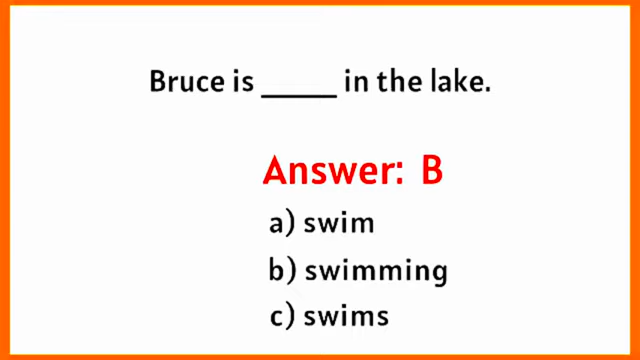 Bruce is _____ in the lake.
Answer: B
a) swim
b) swimming
c) swims